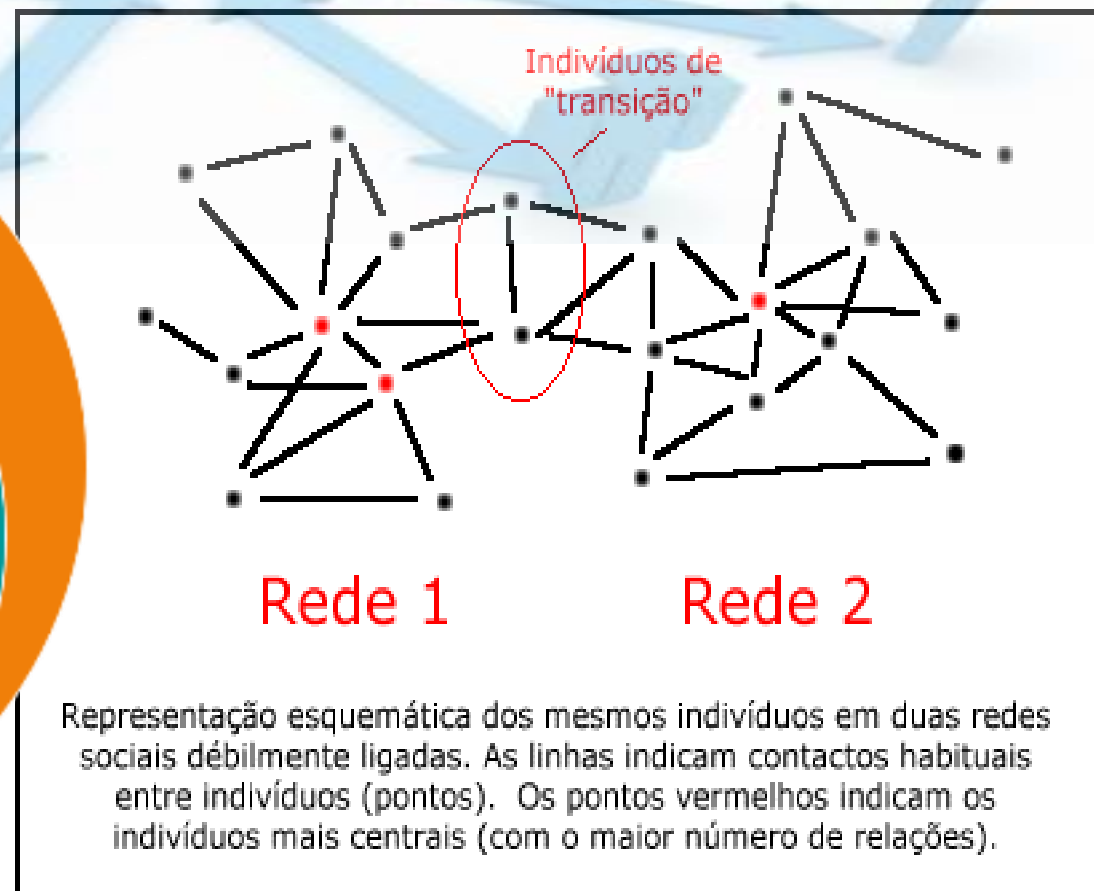 Indivíduos de
"transição"
Rede 1
Rede 2
Representação esquemática dos mesmos indivíduos em duas redes
sociais débilmente ligadas. As linhas indicam contactos habituais
entre indivíduos (pontos). Os pontos vermelhos indicam os
indivíduos mais centrais (com o maior número de relações).